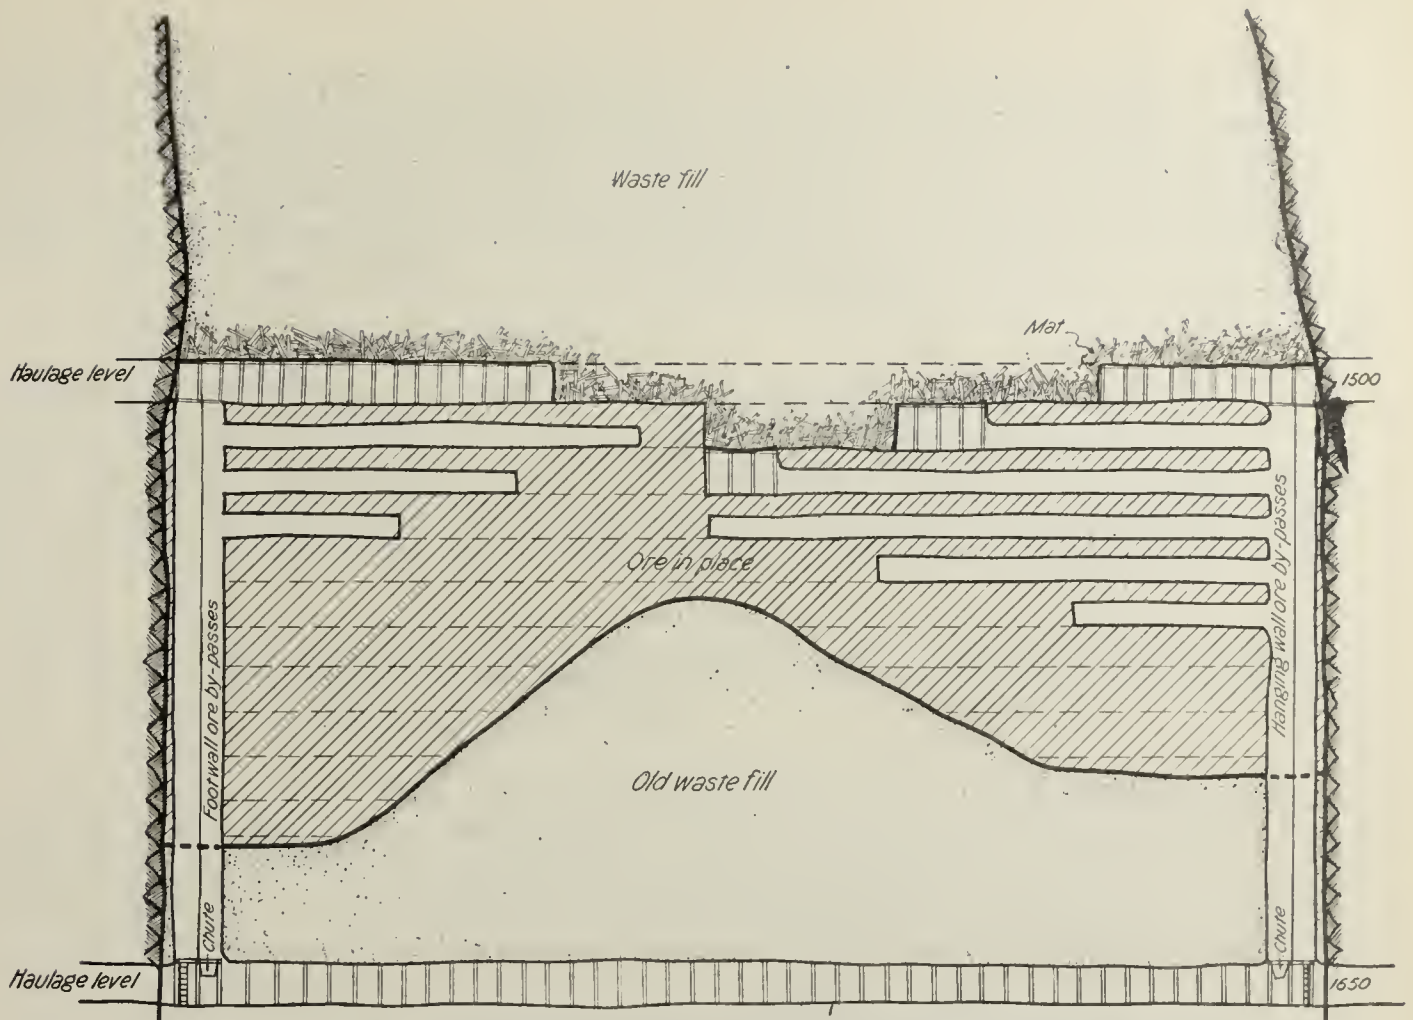 Waste fill
Mat
Haulage level
1500
Ore in place
Footwall ore by-passes
Hanging wall ore by-passes
Old waste fill
Chute
Chute
Haulage level
1650